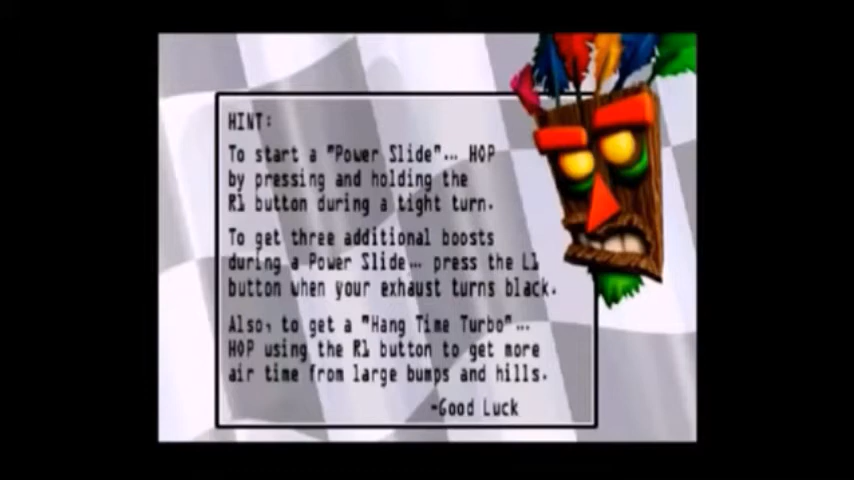 HINT:
To start a "Power Slide"... HOP
by pressing and holding the
R1 button during a tight turn.
To get three additional boosts
during a Power Slide... press the L1
button when your exhaust turns black.
Also, to get a "Hang Time Turbo"...
HOP using the R1 button to get more
air time from large bumps and hills.
-Good Luck